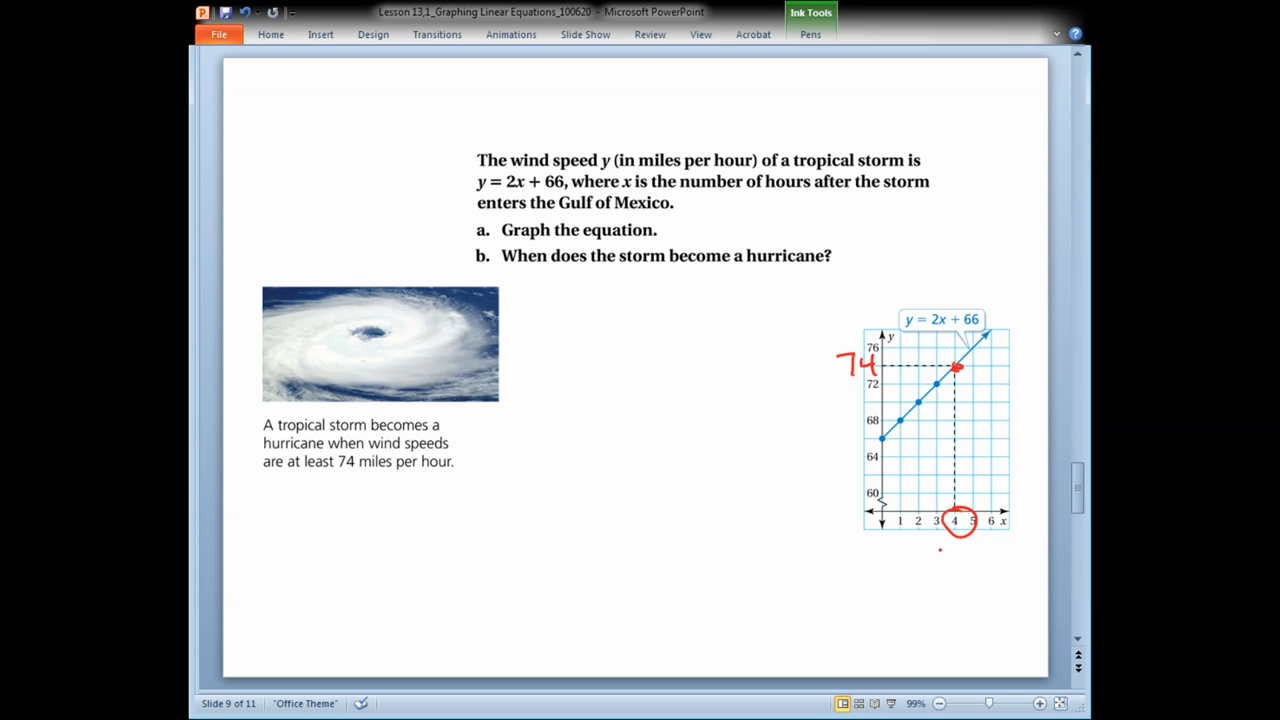 Lesson 13,1_Graphing Linear Equations_100620 - Microsoft PowerPoint
Ink Tools
File Home Insert Design Transitions Animations Slide Show Review View Acrobat Pens
The wind speed y (in miles per hour) of a tropical storm is
y = 2x + 66, where x is the number of hours after the storm
enters the Gulf of Mexico.
a. Graph the equation.
b. When does the storm become a hurricane?
A tropical storm becomes a
hurricane when wind speeds
are at least 74 miles per hour.
y = 2x + 66
y
76
74
72
68
64
60
1 2 3 4 5 6 x
Slide 9 of 11 "Office Theme" 99%